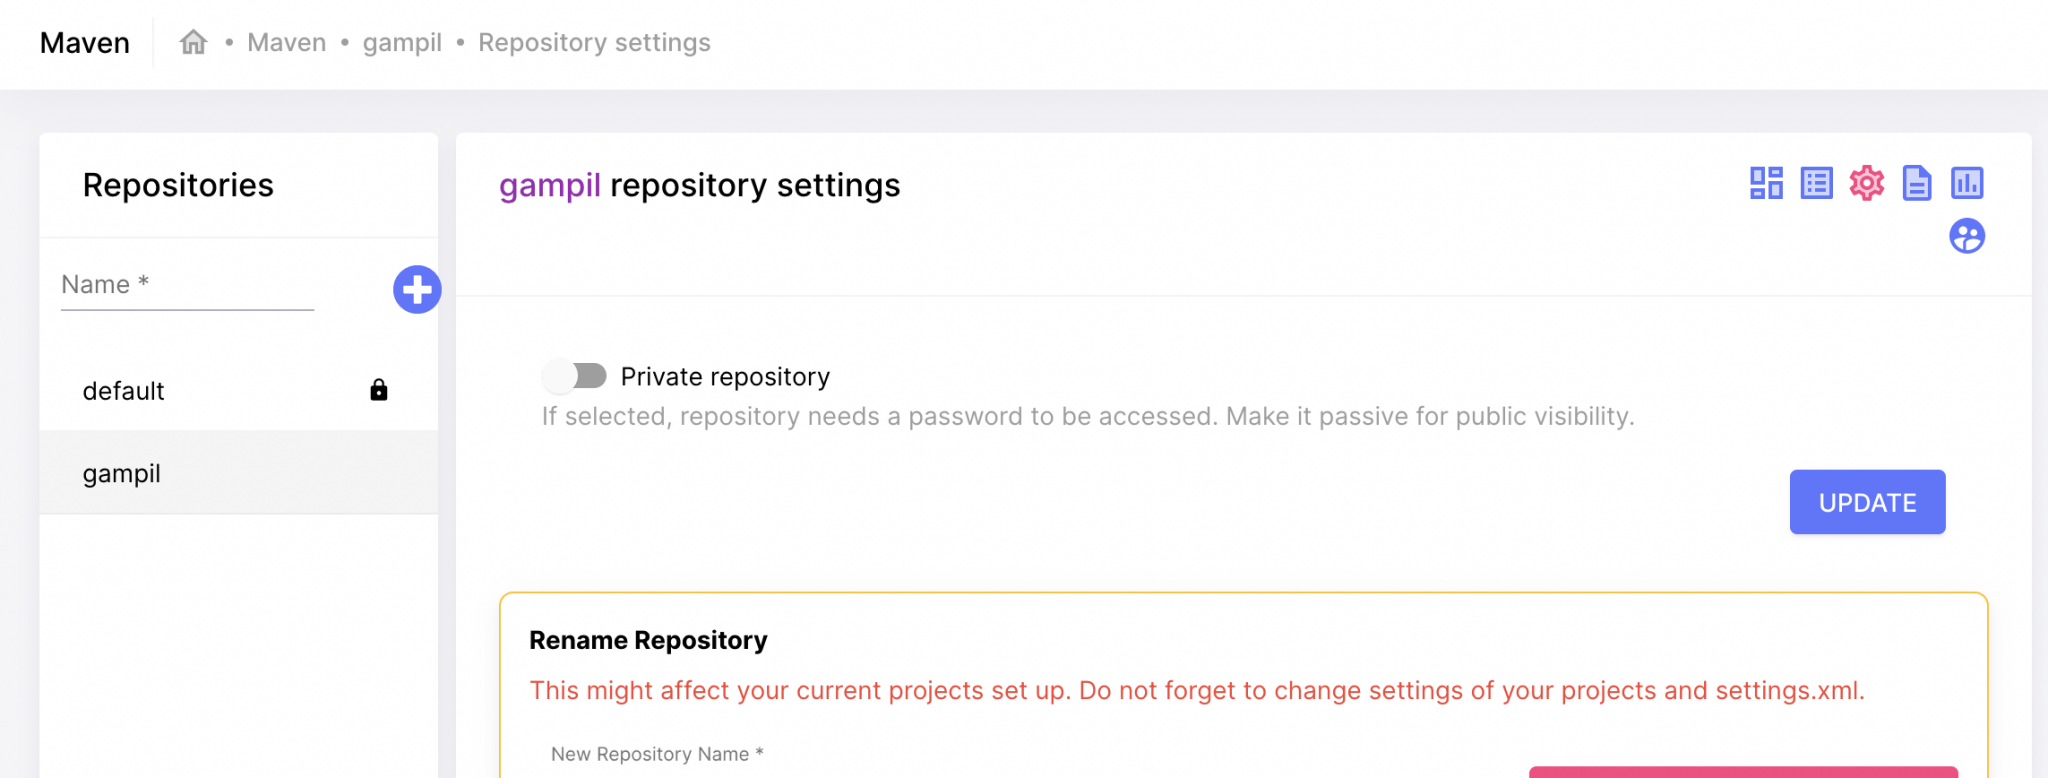 Maven
• Maven • gampil • Repository settings
Repositories
Name *
default
gampil
gampil repository settings
Private repository
If selected, repository needs a password to be accessed. Make it passive for public visibility.
UPDATE
Rename Repository
This might affect your current projects set up. Do not forget to change settings of your projects and settings.xml.
New Repository Name *